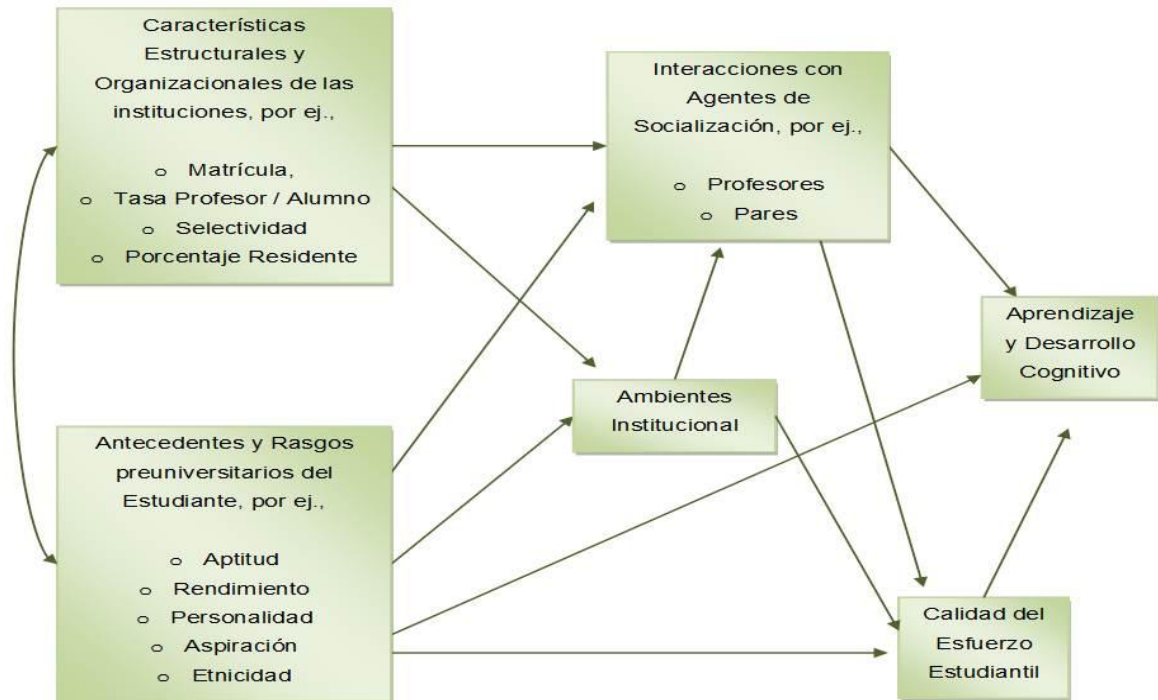 Características
Estructurales y
Organizacionales de las
instituciones, por ej.,
o Matrícula,
o Tasa Profesor / Alumno
o Selectividad
o Porcentaje Residente
Interacciones con
Agentes de
Socialización, por ej.,
o Profesores
o Pares
Aprendizaje
y Desarrollo
Cognitivo
Ambientes
Institucional
Antecedentes y Rasgos
preuniversitarios del
Estudiante, por ej.,
o Aptitud
o Rendimiento
o Personalidad
o Aspiración
o Etnicidad
Calidad del
Esfuerzo
Estudiantil